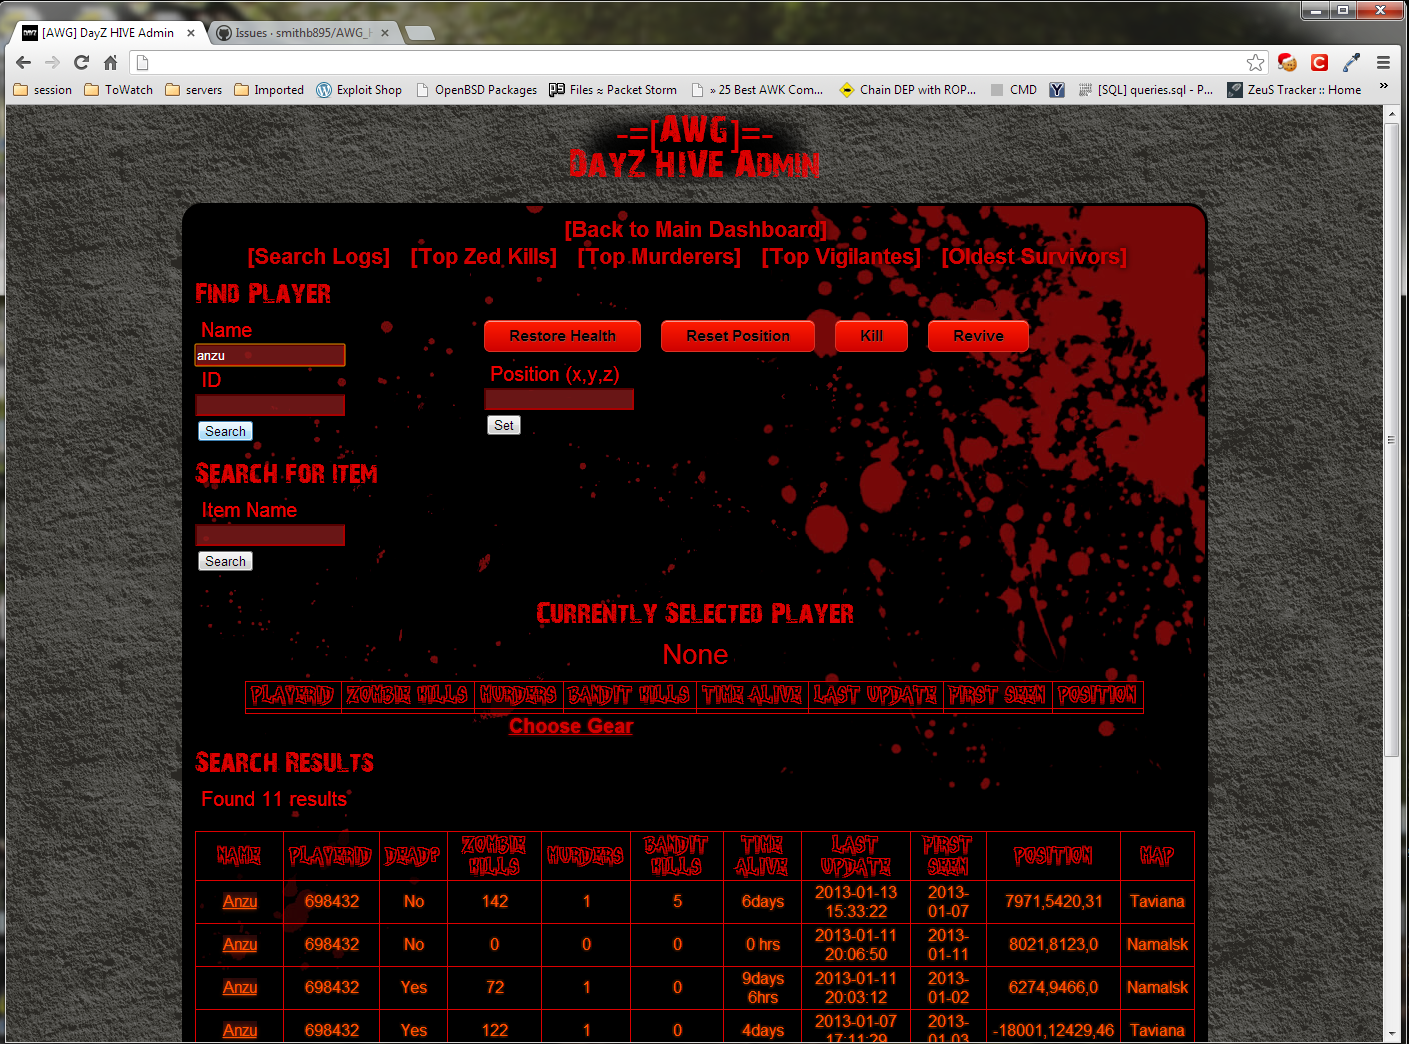 [AWG] DayZ HIVE Admin
Issues · smithb895/AWG_H
session ToWatch servers Imported Exploit Shop OpenBSD Packages Files ≈ Packet Storm » 25 Best AWK Com... Chain DEP with ROP... CMD [SQL] queries.sql - P... ZeuS Tracker :: Home »
-=[AWG]=-
DayZ HIVE Admin
[Back to Main Dashboard]
[Search Logs] [Top Zed Kills] [Top Murderers] [Top Vigilantes] [Oldest Survivors]
Find Player
Name
anzu
ID
Search
Restore Health Reset Position Kill Revive
Position (x,y,z)
Set
Search for item
Item Name
Search
Currently Selected Player
None
PLAYERID ZOMBIE KILLS MURDERS BANDIT KILLS TIME ALIVE LAST UPDATE FIRST SEEN POSITION
Choose Gear
Search Results
Found 11 results
NAME PLAYERID DEAD? ZOMBIE KILLS MURDERS BANDIT KILLS TIME ALIVE LAST UPDATE FIRST SEEN POSITION MAP
Anzu 698432 No 142 1 5 6days 2013-01-13 15:33:22 2013-01-07 7971,5420,31 Taviana
Anzu 698432 No 0 0 0 0 hrs 2013-01-11 20:06:50 2013-01-11 8021,8123,0 Namalsk
Anzu 698432 Yes 72 1 0 9days 6hrs 2013-01-11 20:03:12 2013-01-02 6274,9466,0 Namalsk
Anzu 698432 Yes 122 1 0 4days 2013-01-07 17:11:29 2013-01-03 -18001,12429,46 Taviana